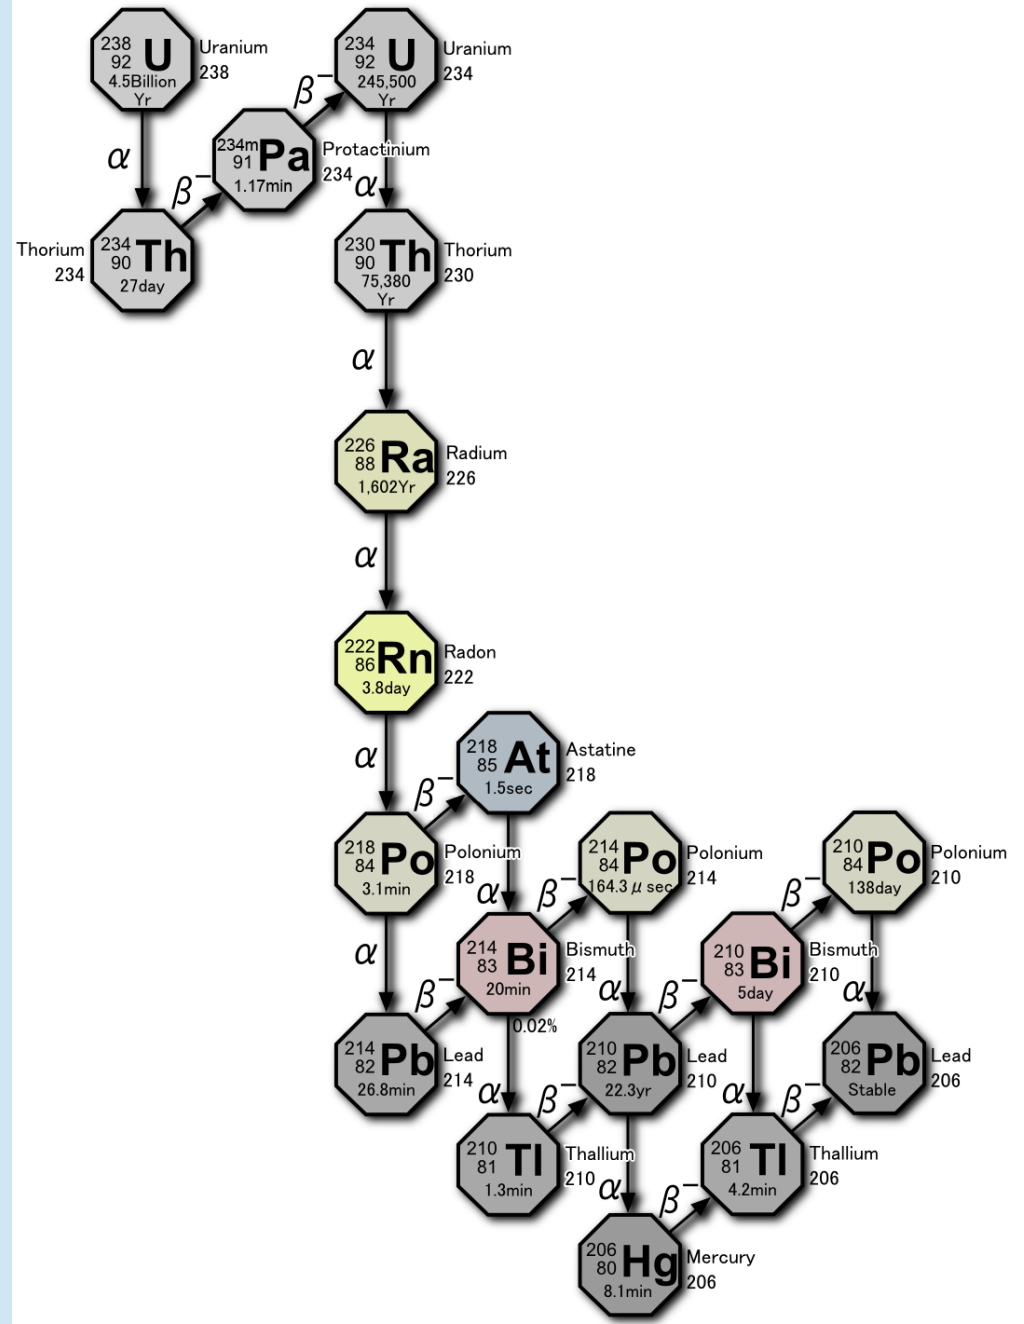 238
92 U
4.5Billion
Yr
Uranium
238
α
234
90 Th
27day
Thorium
234
β−
234m
91 Pa
1.17min
Protactinium
234
β−
234
92 U
245,500
Yr
Uranium
234
α
230
90 Th
75,380
Yr
Thorium
230
α
226
88 Ra
1,602Yr
Radium
226
α
222
86 Rn
3.8day
Radon
222
α
218
84 Po
3.1min
Polonium
218
β−
218
85 At
1.5sec
Astatine
218
α
α
214
82 Pb
26.8min
Lead
214
β−
214
83 Bi
20min
Bismuth
214
0.02%
β−
214
84 Po
164.3 μ sec
Polonium
214
α
α
210
81 Tl
1.3min
Thallium
210
β−
210
82 Pb
22.3yr
Lead
210
β−
210
83 Bi
5day
Bismuth
210
β−
210
84 Po
138day
Polonium
210
α
α
206
80 Hg
8.1min
Mercury
206
β−
α
206
81 Tl
4.2min
Thallium
206
β−
206
82 Pb
Stable
Lead
206